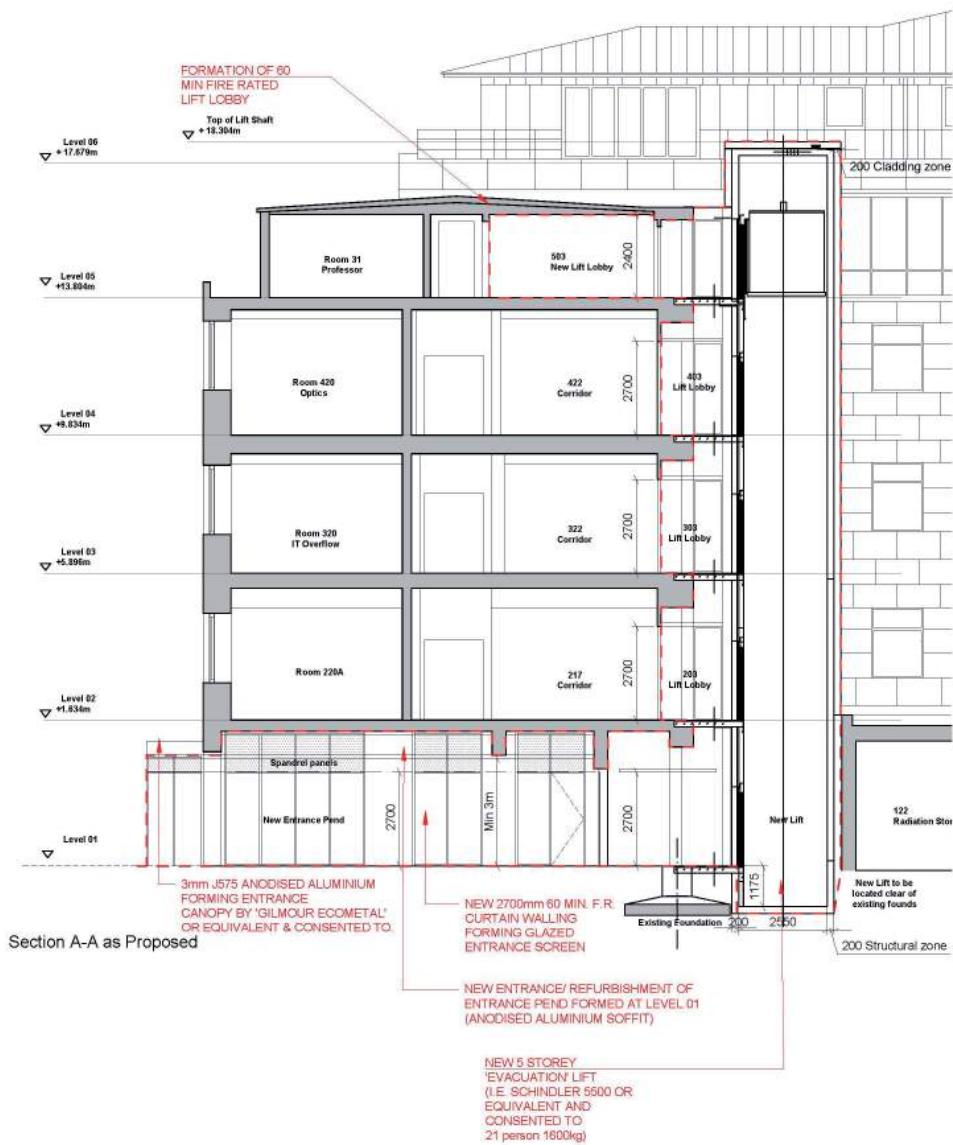 FORMATION OF 60
MIN FIRE RATED
LIFT LOBBY
Top of Lift Shaft
+ 18.304m
Level 06
+ 17.679m
200 Cladding zone
Room 31
Professor
503
New Lift Lobby
2400
Level 05
+13.804m
Room 420
Optics
422
Corridor
2700
403
Lift Lobby
Level 04
+9.834m
Room 320
IT Overflow
322
Corridor
2700
303
Lift Lobby
Level 03
+5.896m
Room 220A
217
Corridor
2700
203
Lift Lobby
Level 02
+1.634m
Spandrel panels
New Entrance Pend
2700
Min 3m
2700
New Lift
122
Radiation Stor
Level 01
1175
3mm J575 ANODISED ALUMINIUM
FORMING ENTRANCE
CANOPY BY 'GILMOUR ECOMETAL'
OR EQUIVALENT & CONSENTED TO.
NEW 2700mm 60 MIN. F.R.
CURTAIN WALLING
FORMING GLAZED
ENTRANCE SCREEN
Existing Foundation
200
2550
New Lift to be
located clear of
existing founds
Section A-A as Proposed
200 Structural zone
NEW ENTRANCE/ REFURBISHMENT OF
ENTRANCE PEND FORMED AT LEVEL 01
(ANODISED ALUMINIUM SOFFIT)
NEW 5 STOREY
'EVACUATION' LIFT
(I.E. SCHINDLER 5500 OR
EQUIVALENT AND
CONSENTED TO
21 person 1600kg)